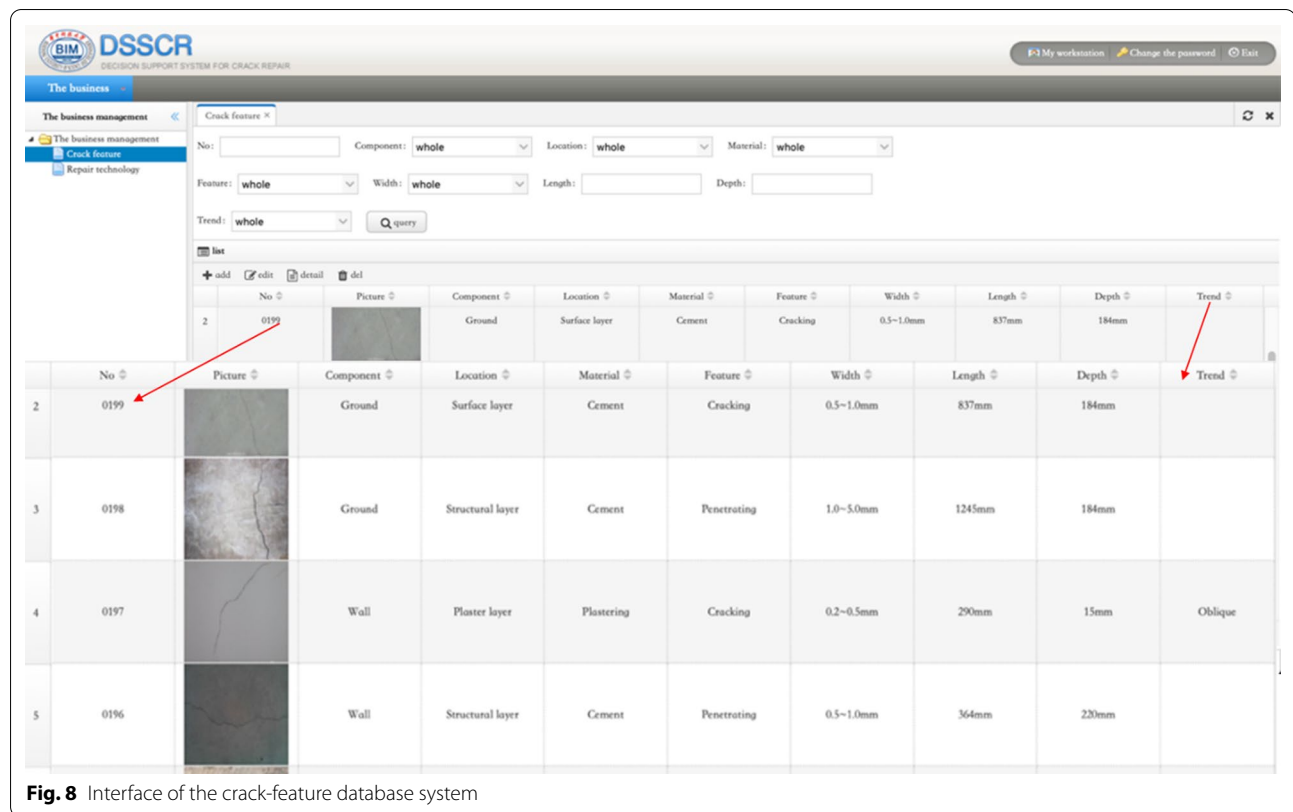 BIM DSSCR
DECISION SUPPORT SYSTEM FOR CRACK REPAIR
My workstation Change the password Exit
The business
The business management Crack feature
The business management
Crack feature
Repair technology
No: Component: whole Location: whole Material: whole
Feature: whole Width: whole Length: Depth:
Trend: whole query
list
add edit detail del
No Picture Component Location Material Feature Width Length Depth Trend
2 0199 Ground Surface layer Cement Cracking 0.5~1.0mm 837mm 184mm
No Picture Component Location Material Feature Width Length Depth Trend
2 0199 Ground Surface layer Cement Cracking 0.5~1.0mm 837mm 184mm
3 0198 Ground Structural layer Cement Penetrating 1.0~5.0mm 1245mm 184mm
4 0197 Wall Plaster layer Plastering Cracking 0.2~0.5mm 290mm 15mm Oblique
5 0196 Wall Structural layer Cement Penetrating 0.5~1.0mm 364mm 220mm
Fig. 8 Interface of the crack-feature database system